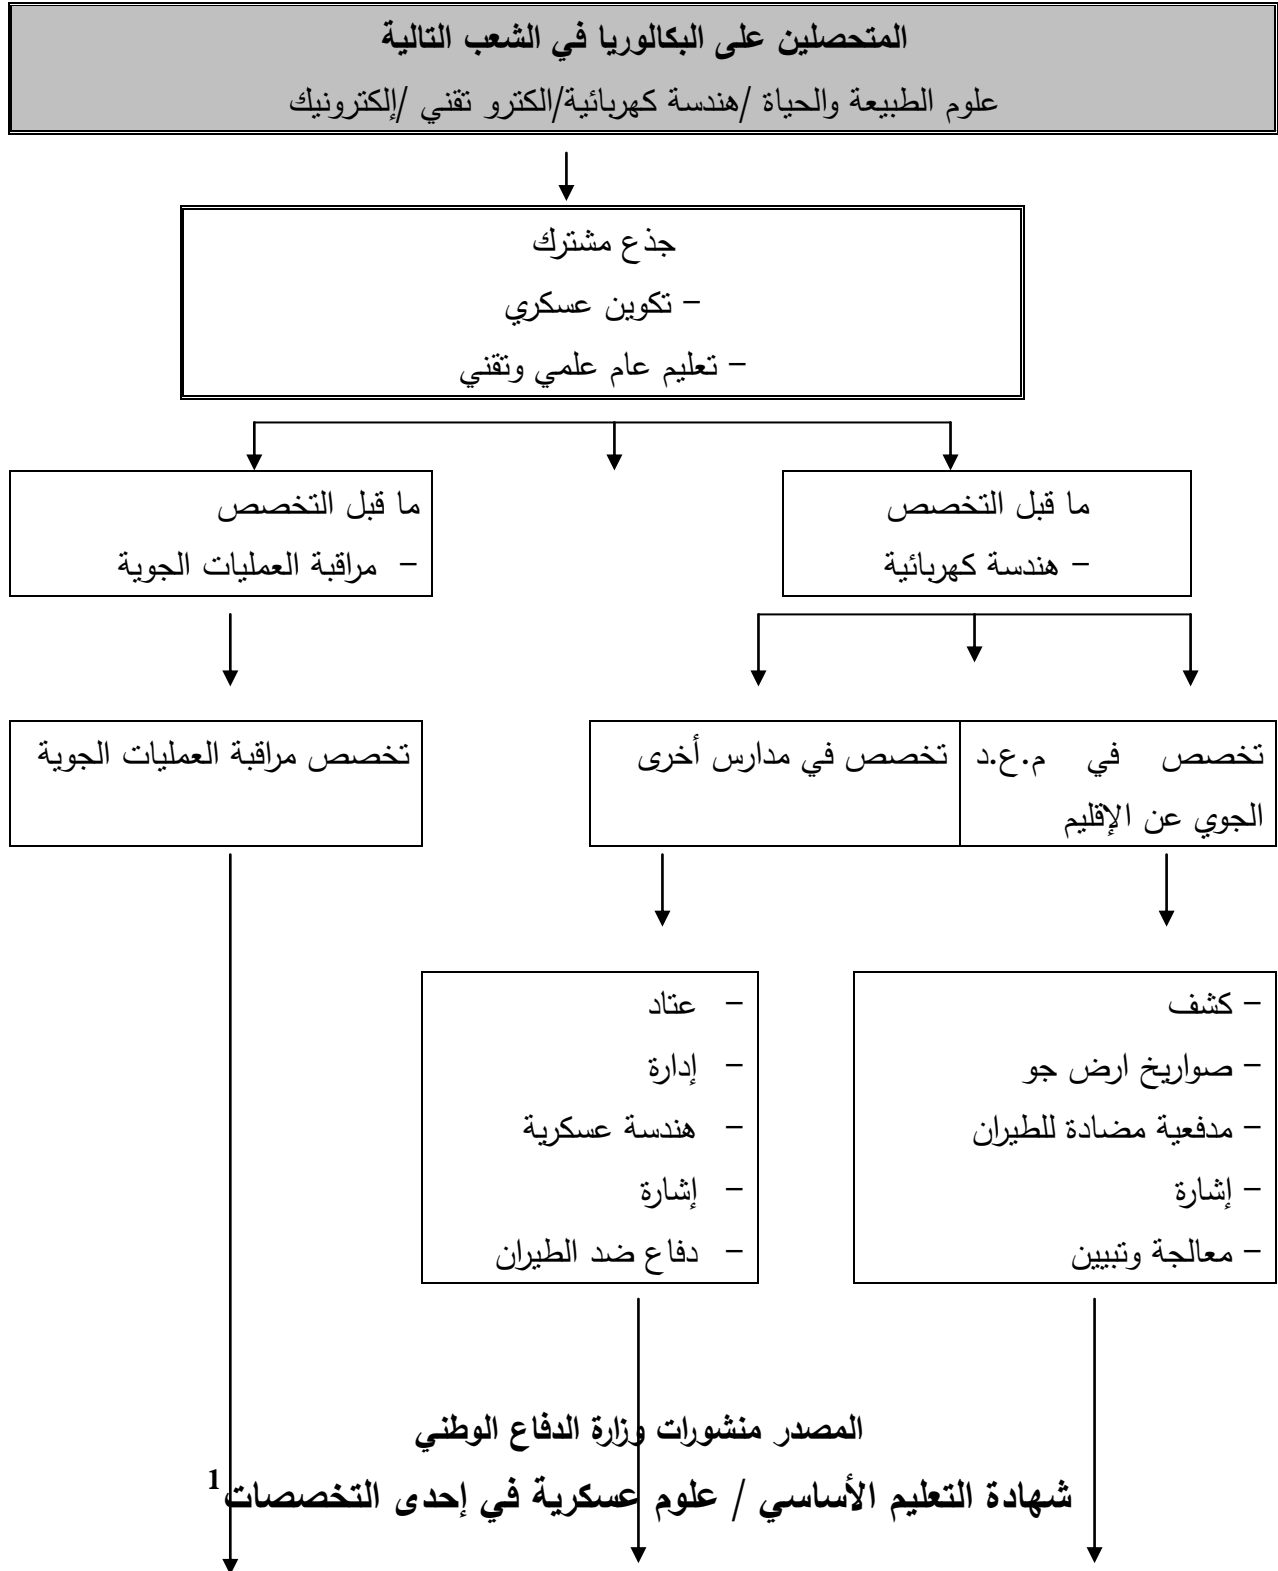 المتحصلين على البكالوريا في الشعب التالية
علوم الطبيعة والحياة /هندسة كهربائية/الكترو تقني /إلكترونيك
جذع مشترك
- تكوين عسكري
- تعليم عام علمي وتقني
ما قبل التخصص
- هندسة كهربائية
ما قبل التخصص
- مراقبة العمليات الجوية
تخصص في م.ع.د
الجوي عن الإقليم
تخصص في مدارس أخرى
تخصص مراقبة العمليات الجوية
- كشف
- صواريخ ارض جو
- مدفعية مضادة للطيران
- إشارة
- معالجة وتبيين
- عتاد
- إدارة
- هندسة عسكرية
- إشارة
- دفاع ضد الطيران
المصدر منشورات وزارة الدفاع الوطني
شهادة التعليم الأساسي / علوم عسكرية في إحدى التخصصات1